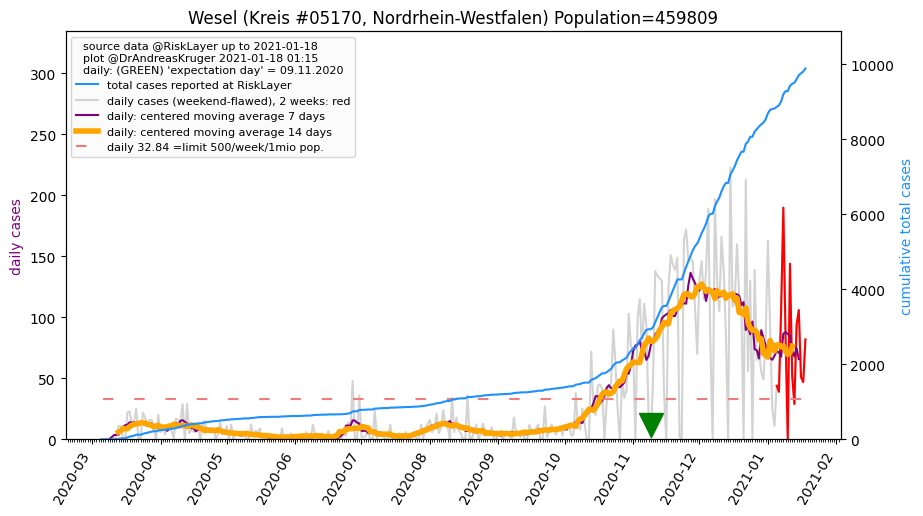 Wesel (Kreis #05170, Nordrhein-Westfalen) Population=459809
source data @RiskLayer up to 2021-01-18
plot @DrAndreasKruger 2021-01-18 01:15
daily: (GREEN) 'expectation day' = 09.11.2020
total cases reported at RiskLayer
daily cases (weekend-flawed), 2 weeks: red
daily: centered moving average 7 days
daily: centered moving average 14 days
daily 32.84 =limit 500/week/1mio pop.
daily cases
300
250
200
150
100
50
0
10000
8000
6000
4000
2000
0
cumulative total cases
2020-03
2020-04
2020-05
2020-06
2020-07
2020-08
2020-09
2020-10
2020-11
2020-12
2021-01
2021-02